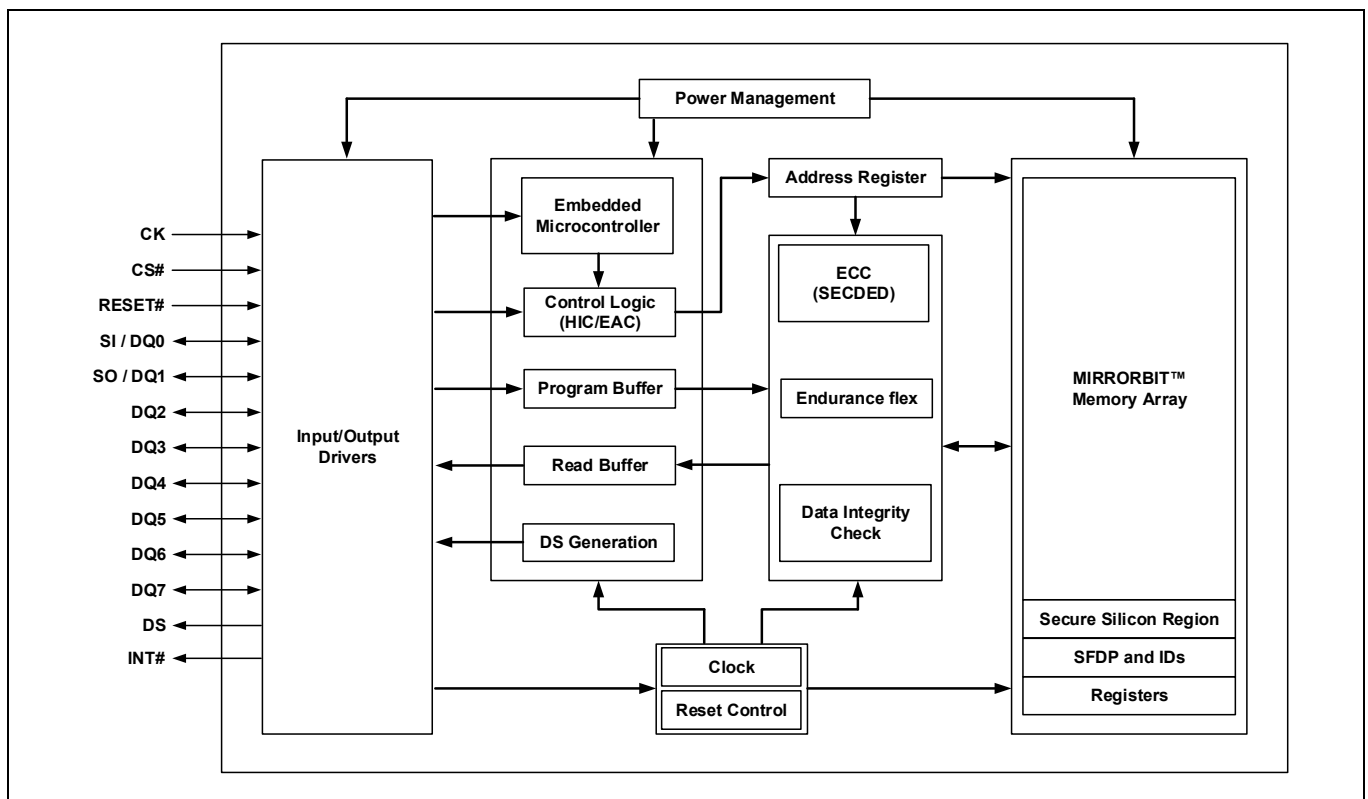 Power Management
CK
CS#
RESET#
SI / DQ0
SO / DQ1
DQ2
DQ3
DQ4
DQ5
DQ6
DQ7
DS
INT#
Input/Output
Drivers
Embedded
Microcontroller
Control Logic
(HIC/EAC)
Program Buffer
Read Buffer
DS Generation
Address Register
ECC
(SECDED)
Endurance flex
Data Integrity
Check
Clock
Reset Control
MIRRORBIT™
Memory Array
Secure Silicon Region
SFDP and IDs
Registers